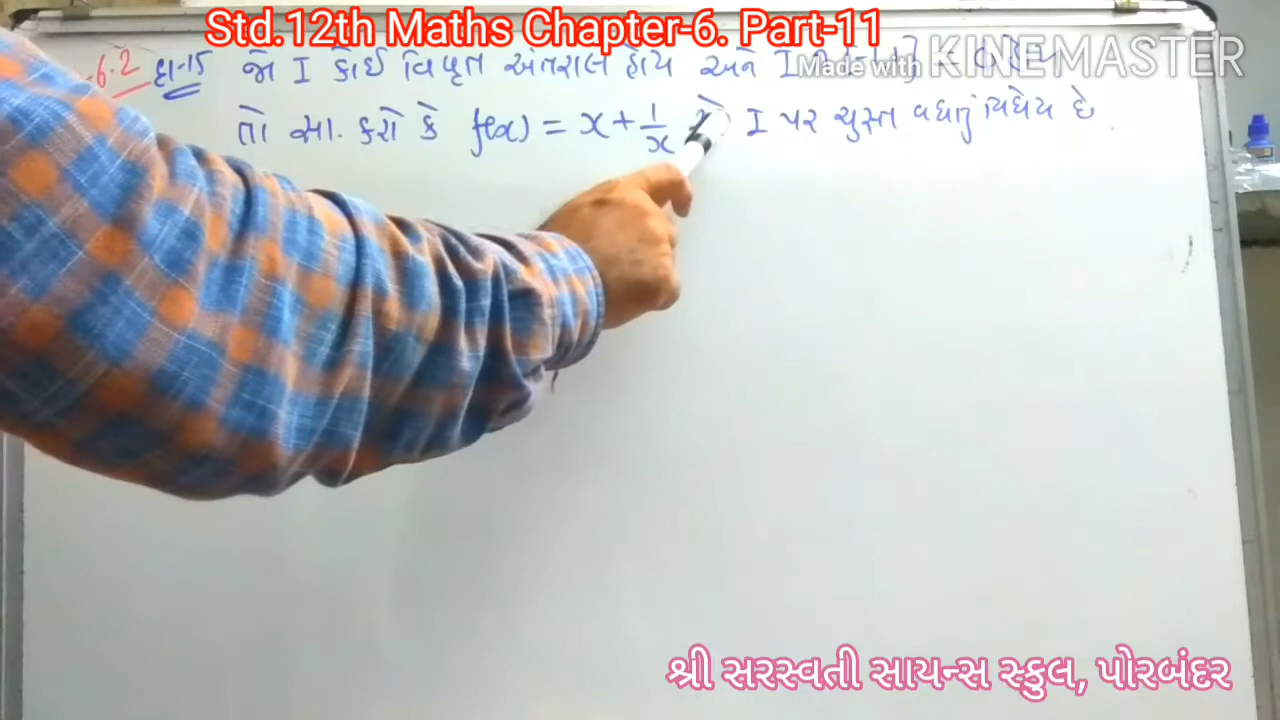 Std.12th Maths Chapter-6. Part-11
6.2 દા-15 જો I કોઈ વિવૃત અંતરાલ હોય અને I
Made with KINEMASTER
તો સા. કરો કે f(x) = x + 1/x એ I પર ચુસ્ત વધતું વિધેય છે.
શ્રી સરસ્વતી સાયન્સ સ્કુલ, પોરબંદર